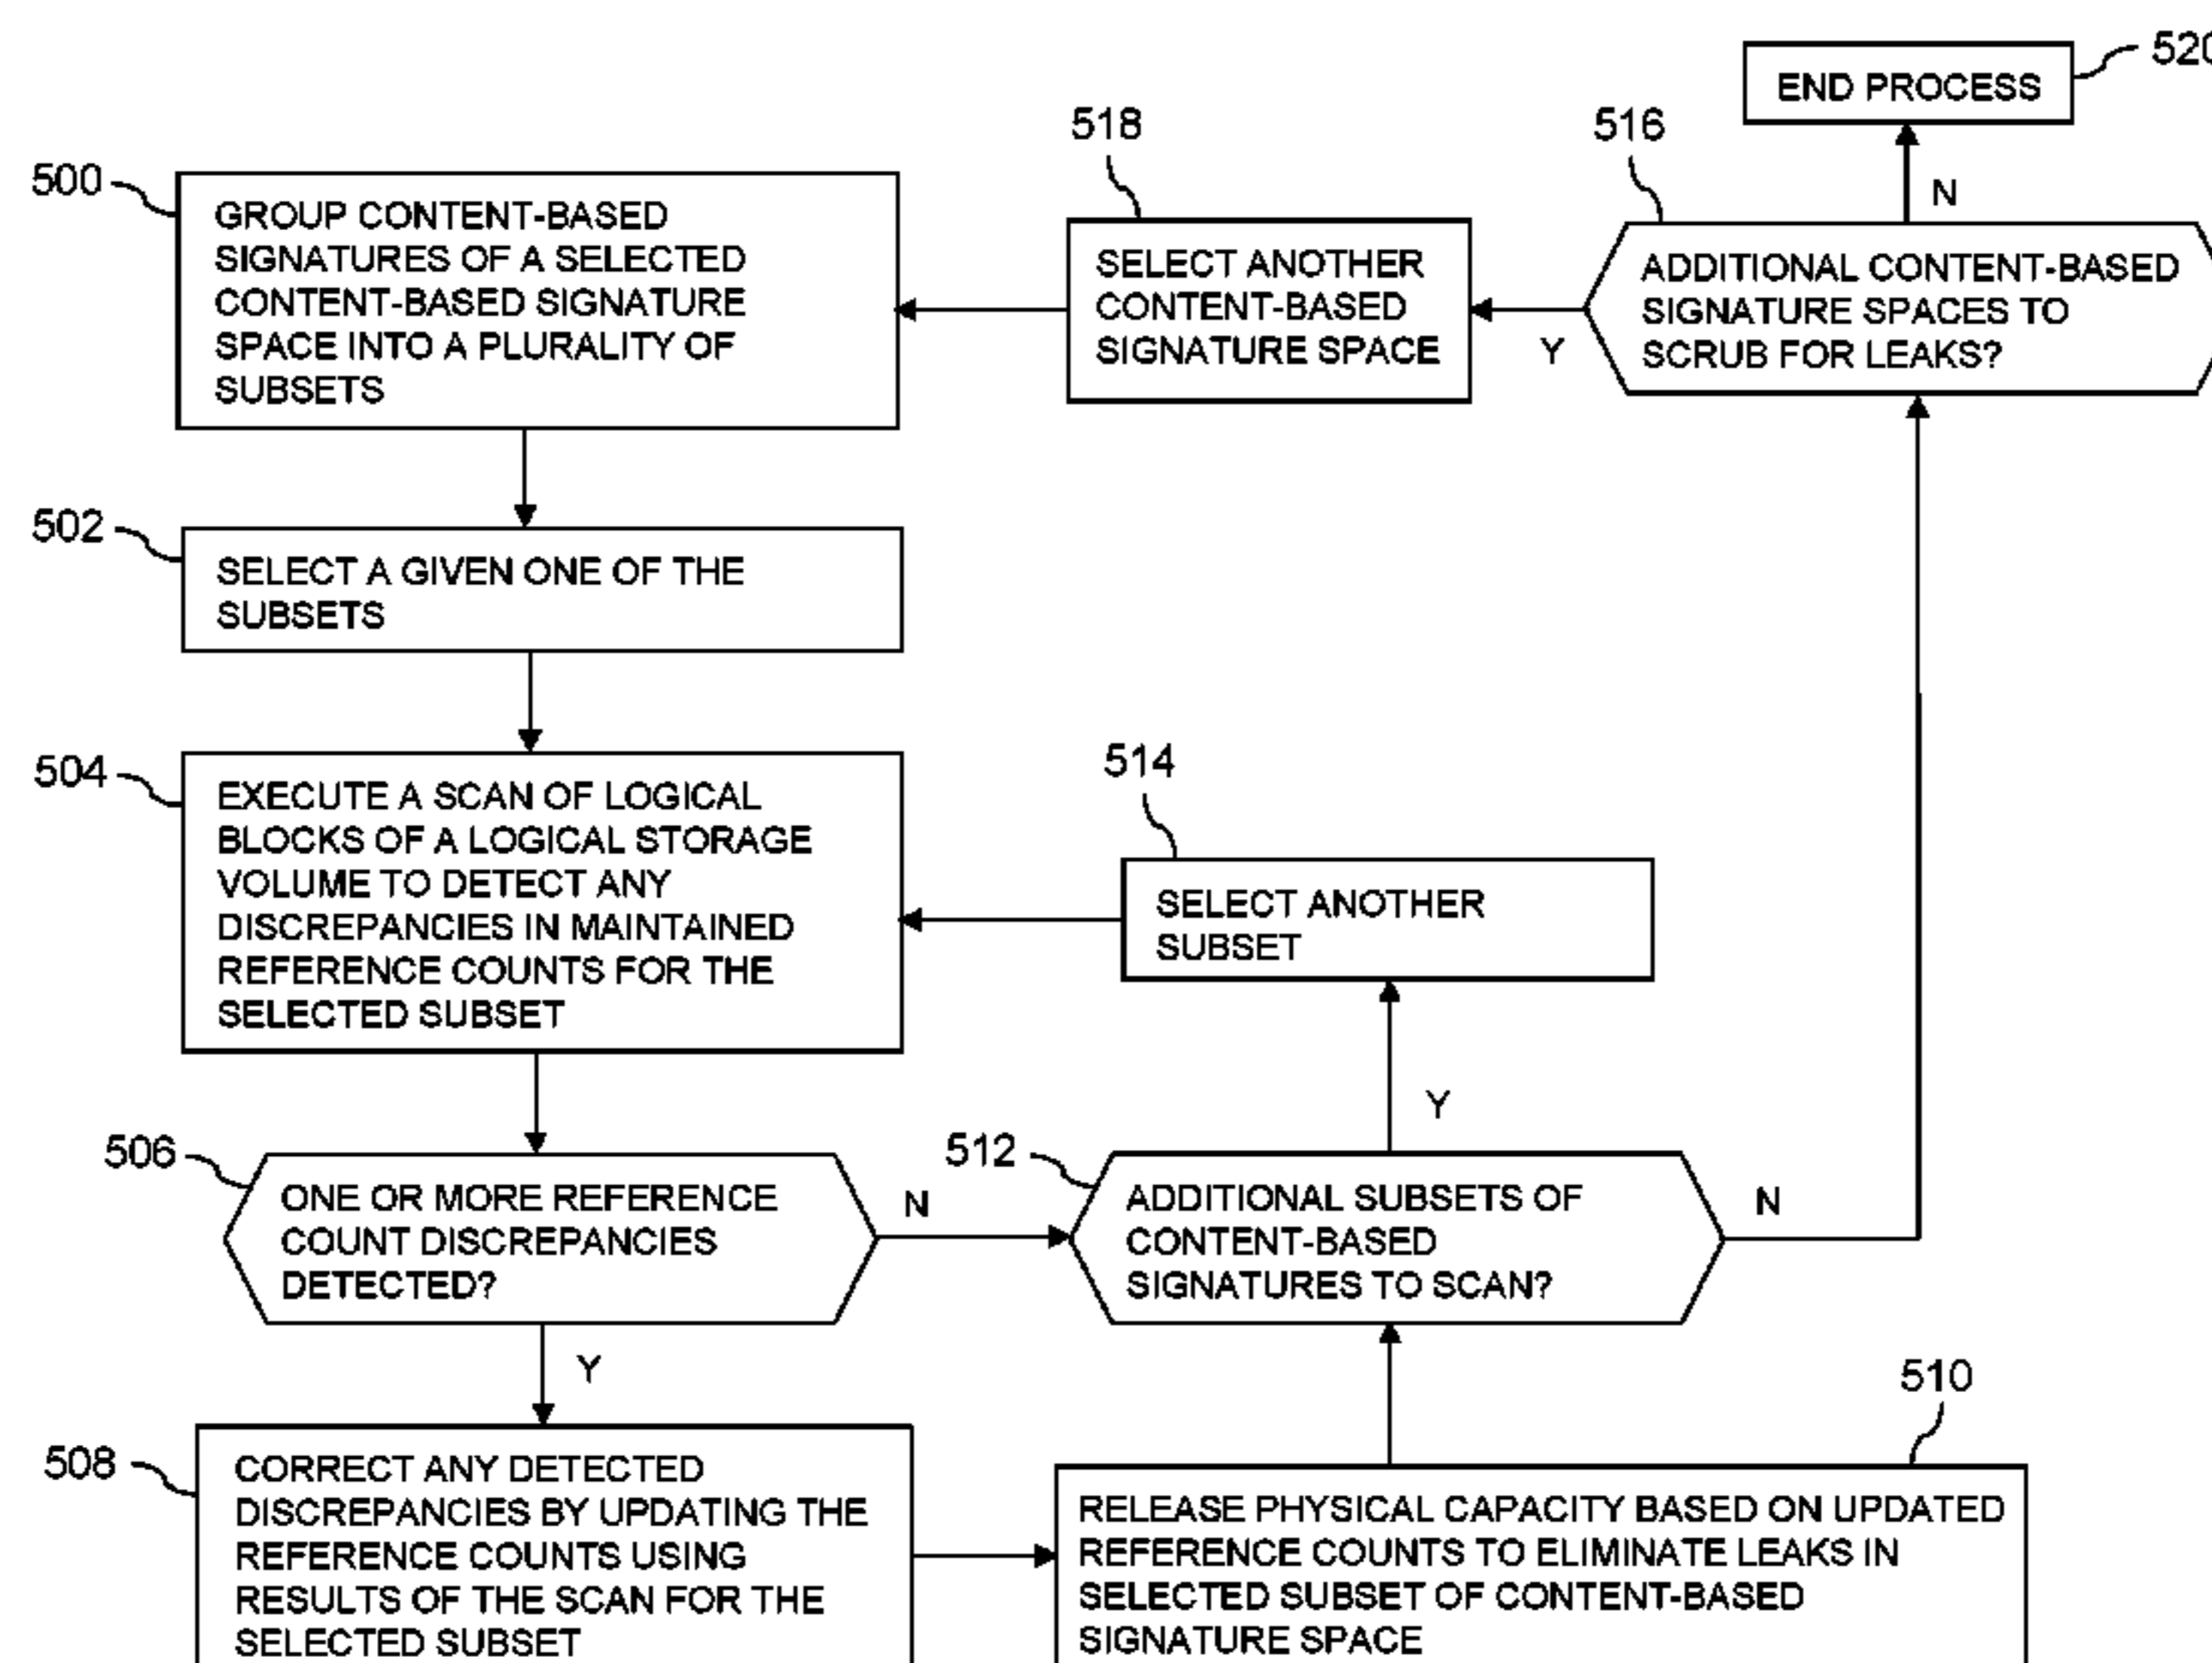 520
END PROCESS
518
516
N
500
GROUP CONTENT-BASED
SIGNATURES OF A SELECTED
CONTENT-BASED SIGNATURE
SPACE INTO A PLURALITY OF
SUBSETS
SELECT ANOTHER
CONTENT-BASED
SIGNATURE SPACE
Y
ADDITIONAL CONTENT-BASED
SIGNATURE SPACES TO
SCRUB FOR LEAKS?
502
SELECT A GIVEN ONE OF THE
SUBSETS
504
EXECUTE A SCAN OF LOGICAL
BLOCKS OF A LOGICAL STORAGE
VOLUME TO DETECT ANY
DISCREPANCIES IN MAINTAINED
REFERENCE COUNTS FOR THE
SELECTED SUBSET
514
SELECT ANOTHER
SUBSET
Y
506
ONE OR MORE REFERENCE
COUNT DISCREPANCIES
DETECTED?
N
512
ADDITIONAL SUBSETS OF
CONTENT-BASED
SIGNATURES TO SCAN?
N
Y
508
CORRECT ANY DETECTED
DISCREPANCIES BY UPDATING THE
REFERENCE COUNTS USING
RESULTS OF THE SCAN FOR THE
SELECTED SUBSET
510
RELEASE PHYSICAL CAPACITY BASED ON UPDATED
REFERENCE COUNTS TO ELIMINATE LEAKS IN
SELECTED SUBSET OF CONTENT-BASED
SIGNATURE SPACE